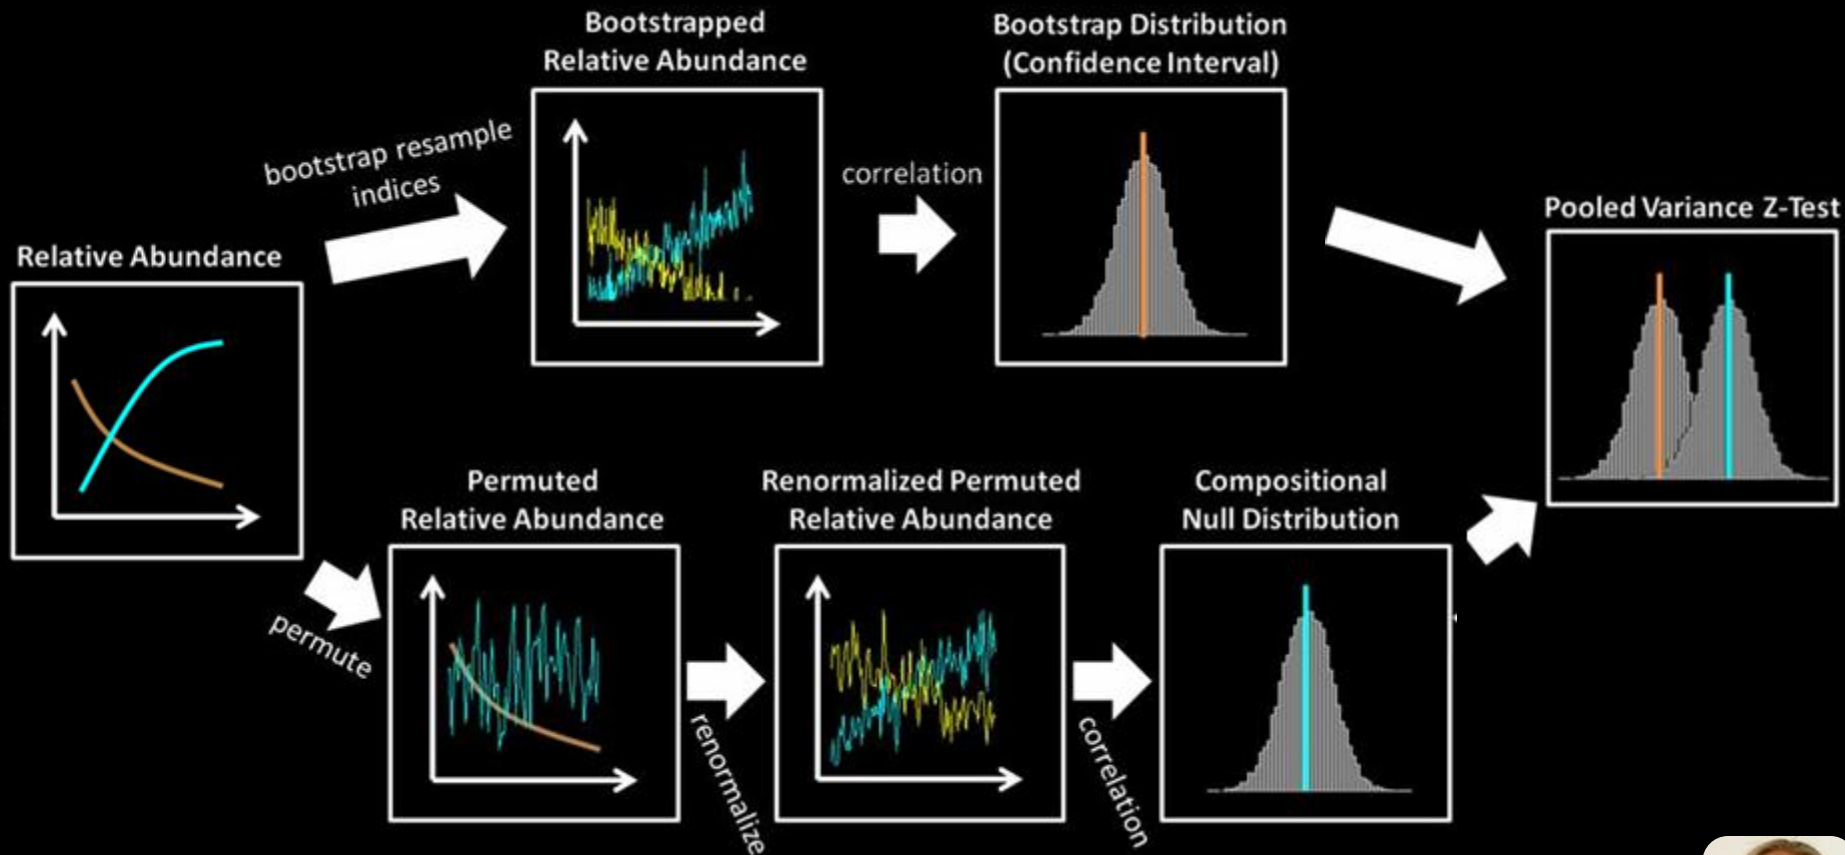 Bootstrapped
Relative Abundance
Bootstrap Distribution
(Confidence Interval)
bootstrap resample
indices
correlation
Pooled Variance Z-Test
Relative Abundance
Permuted
Relative Abundance
Renormalized Permuted
Relative Abundance
Compositional
Null Distribution
permute
renormalize
correlation